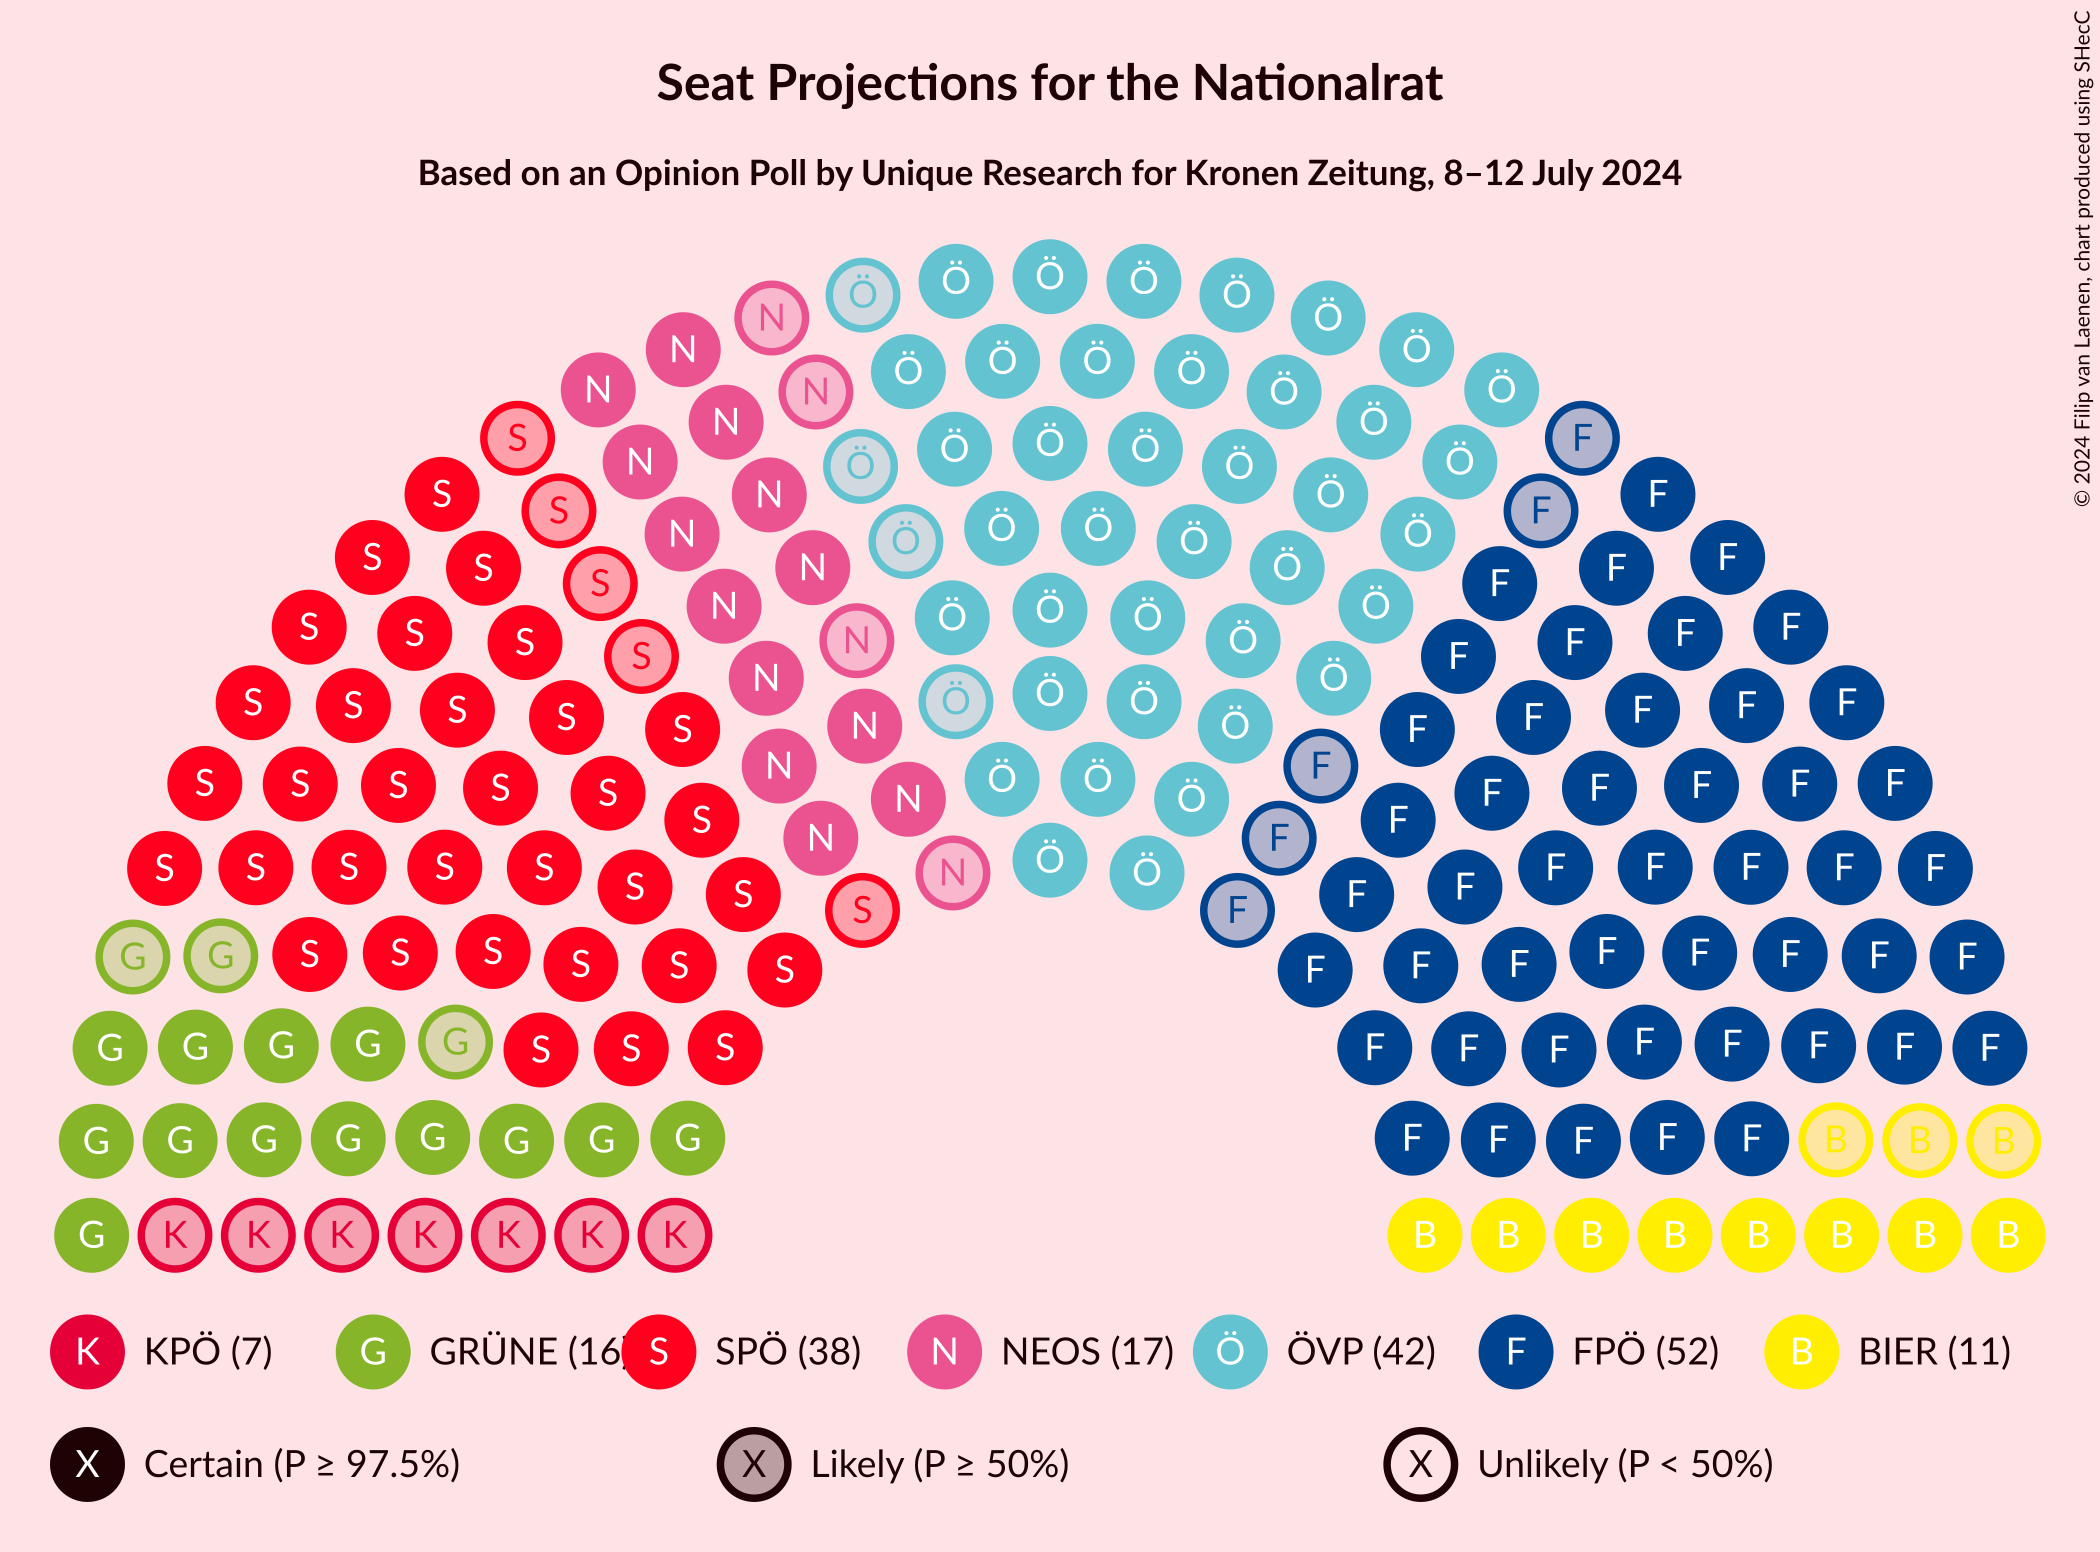 Seat Projections for the Nationalrat
Based on an Opinion Poll by Unique Research for Kronen Zeitung, 8–12 July 2024
© 2024 Filip van Laenen, chart produced using SHecC
Ö Ö Ö Ö Ö
N Ö
N Ö
Ö Ö Ö Ö
N N Ö Ö
S N Ö F
Ö Ö Ö Ö
N Ö
S N Ö F
S N Ö Ö Ö Ö Ö F
S N Ö F
S S N N Ö Ö F F F
S N Ö F
Ö Ö Ö
S S S N Ö Ö F F F
S S N N Ö Ö F F
S S S S N Ö Ö Ö Ö F F F F
S S S N Ö Ö F F F
S S S S S N N Ö Ö Ö N F F F F F F
S S N F F F
S S S S S S N Ö Ö F F F F F F
S S S F F F
G G S S S S S S F F F F F F F F
G G G G G S S S F F F F F F F F
G G G G G G G G F F F F F B B B
G K K K K K K K B B B B B B B B
K KPÖ (7) G GRÜNE (16) S SPÖ (38) N NEOS (17) Ö ÖVP (42) F FPÖ (52) B BIER (11)
X Certain (P ≥ 97.5%) X Likely (P ≥ 50%) X Unlikely (P < 50%)